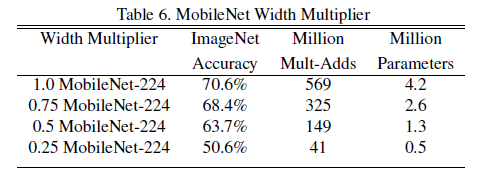 Table 6. MobileNet Width Multiplier
Width Multiplier ImageNet Million Million
Accuracy Mult-Adds Parameters
1.0 MobileNet-224 70.6% 569 4.2
0.75 MobileNet-224 68.4% 325 2.6
0.5 MobileNet-224 63.7% 149 1.3
0.25 MobileNet-224 50.6% 41 0.5